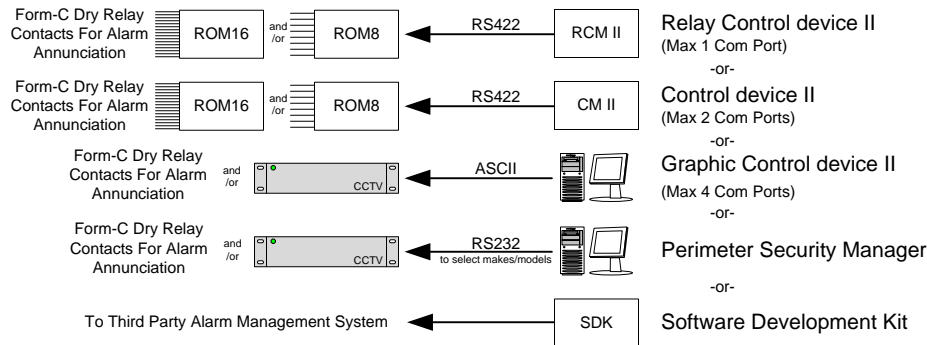 Form-C Dry Relay
Contacts For Alarm
Annunciation
ROM16
and
/or
ROM8
RS422
RCM II
Relay Control device II
(Max 1 Com Port)
-or-
Form-C Dry Relay
Contacts For Alarm
Annunciation
ROM16
and
/or
ROM8
RS422
CM II
Control device II
(Max 2 Com Ports)
-or-
Form-C Dry Relay
Contacts For Alarm
Annunciation
and
/or
CCTV
ASCII
Graphic Control device II
(Max 4 Com Ports)
-or-
Form-C Dry Relay
Contacts For Alarm
Annunciation
and
/or
CCTV
RS232
to select makes/models
Perimeter Security Manager
-or-
To Third Party Alarm Management System
SDK
Software Development Kit